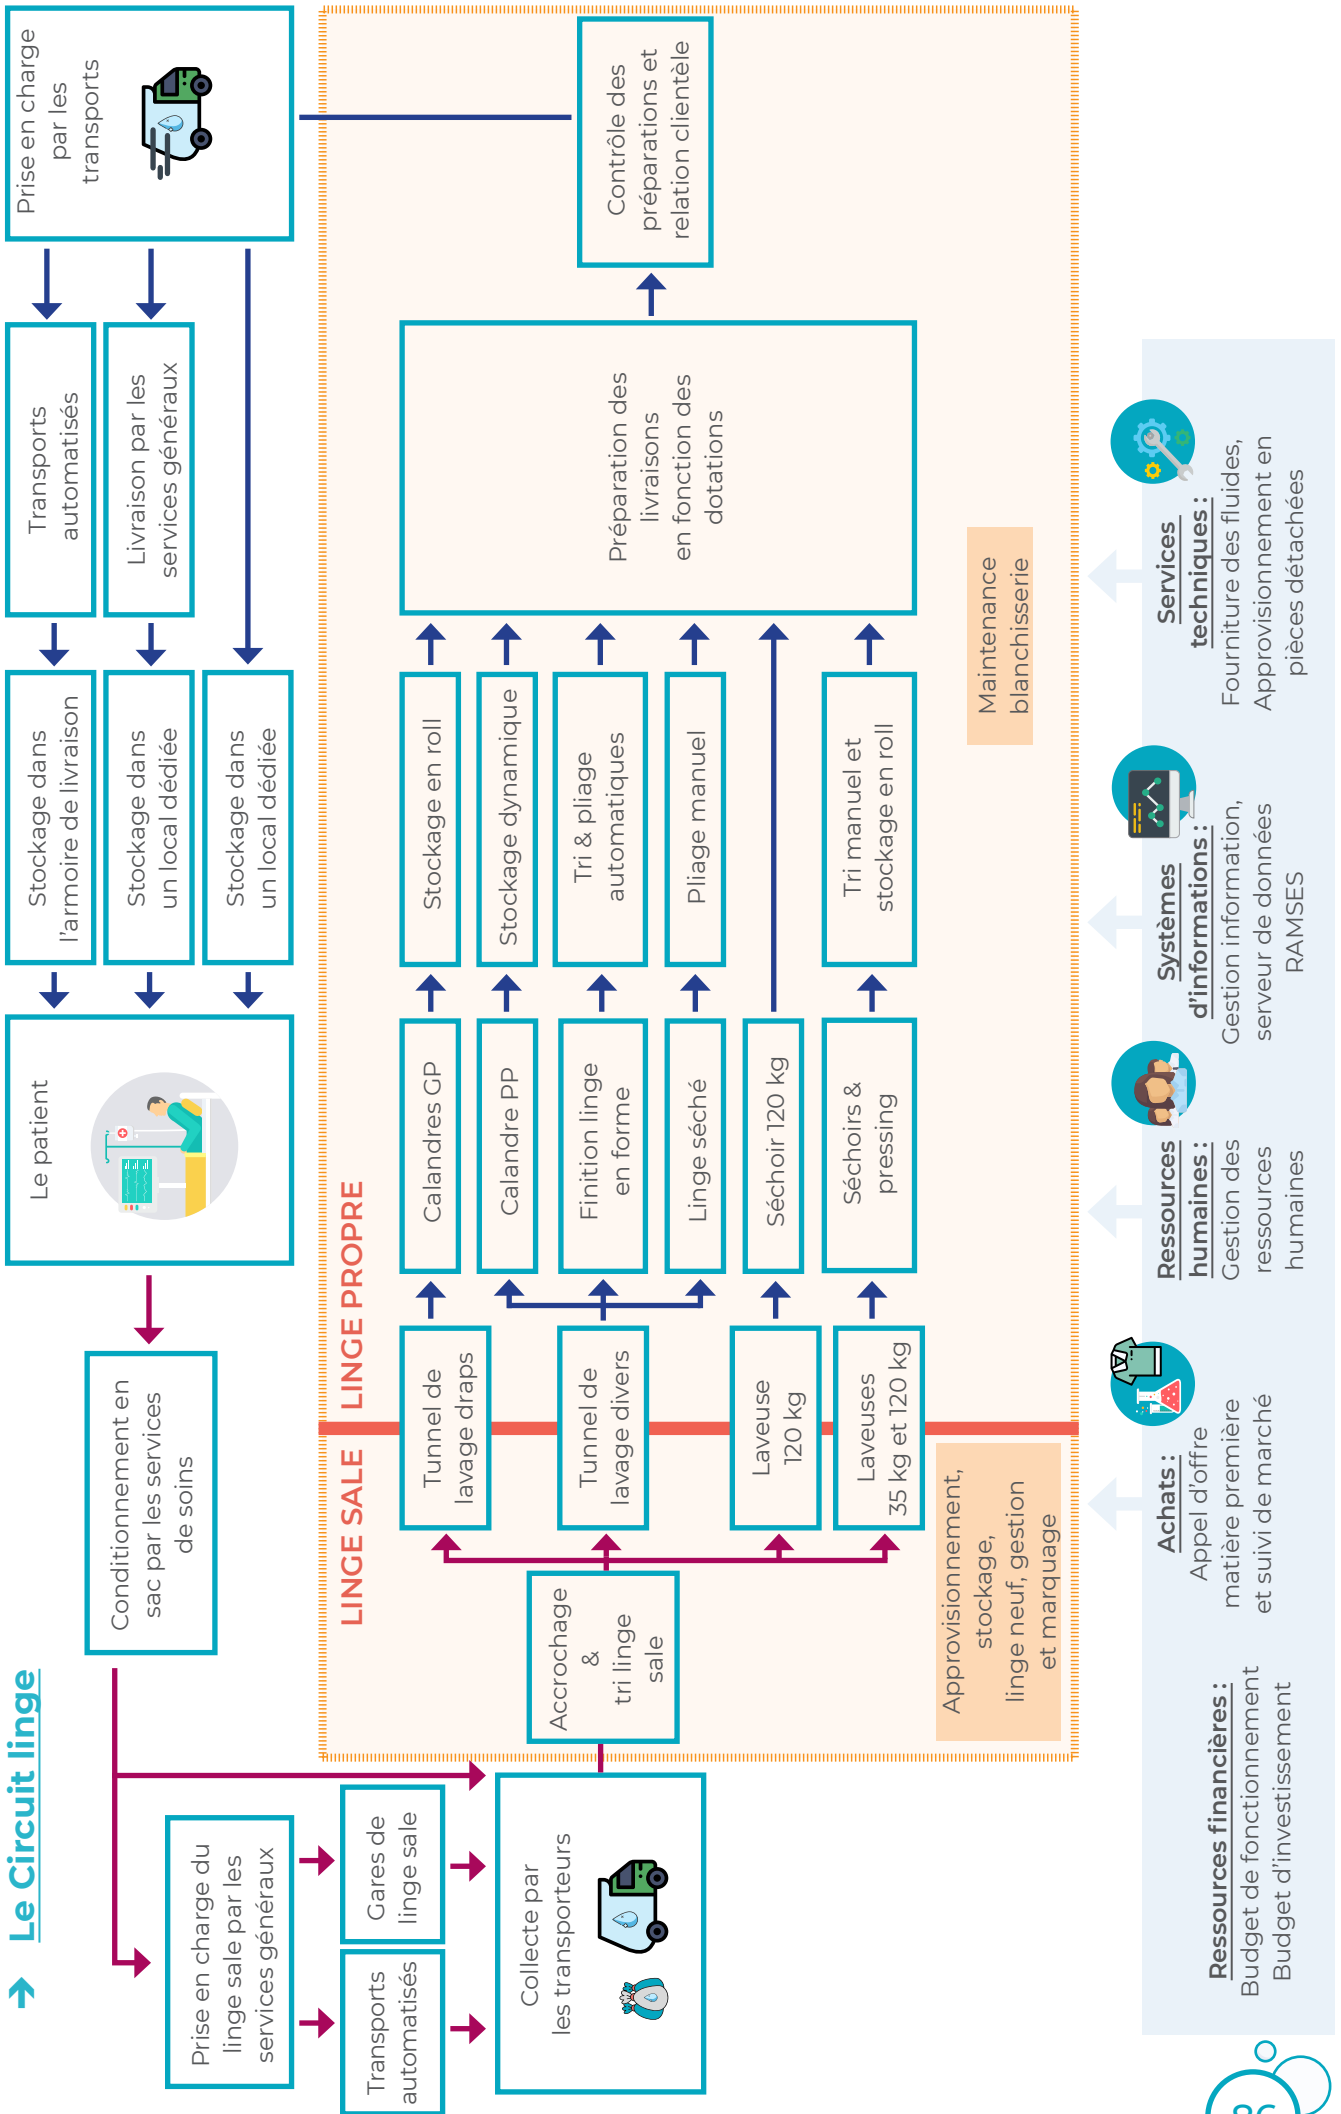 Le Circuit linge
Conditionnement en
sac par les services
de soins
Le patient
Stockage dans
l'armoire de livraison
Stockage dans
un local dédiée
Stockage dans
un local dédiée
Transports
automatisés
Livraison par les
services généraux
Prise en charge
par les
transports
Prise en charge du
linge sale par les
services généraux
Transports
automatisés
Gares de
linge sale
Collecte par
les transporteurs
LINGE SALE
LINGE PROPRE
Accrochage
&
tri linge
sale
Tunnel de
lavage draps
Tunnel de
lavage divers
Laveuse
120 kg
Laveuses
35 kg et 120 kg
Calandres GP
Calandre PP
Finition linge
en forme
Linge séché
Séchoir 120 kg
Séchoirs &
pressing
Stockage en roll
Stockage dynamique
Tri & pliage
automatiques
Pliage manuel
Tri manuel et
stockage en roll
Préparation des
livraisons
en fonction des
dotations
Contrôle des
préparations et
relation clientèle
Approvisionnement,
stockage,
linge neuf, gestion
et marquage
Maintenance
blanchisserie
Ressources financières :
Budget de fonctionnement
Budget d'investissement
Achats :
Appel d'offre
matière première
et suivi de marché
Ressources
humaines :
Gestion des
ressources
humaines
Systèmes
d'informations :
Gestion information,
serveur de données
RAMSES
Services
techniques :
Fourniture des fluides,
Approvisionnement en
pièces détachées